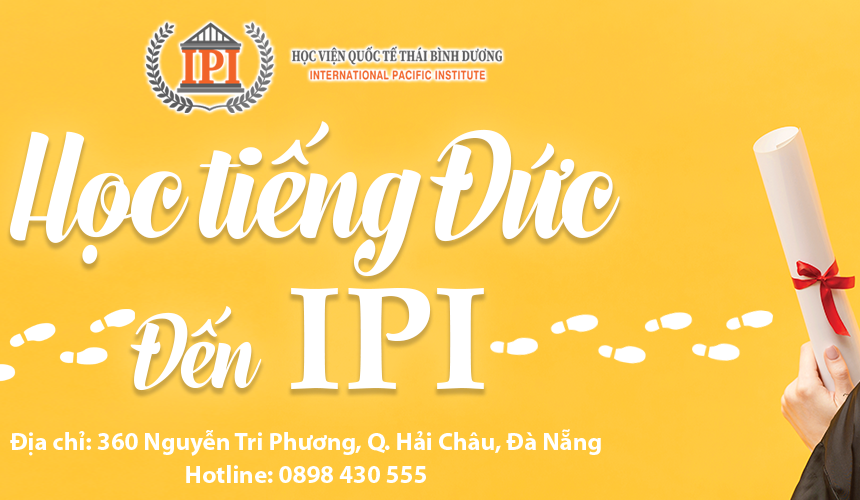 IPI
HỌC VIỆN QUỐC TẾ THÁI BÌNH DƯƠNG
INTERNATIONAL PACIFIC INSTITUTE
Học tiếng Đức
Đến IPI
Địa chỉ: 360 Nguyễn Tri Phương, Q. Hải Châu, Đà Nẵng
Hotline: 0898 430 555